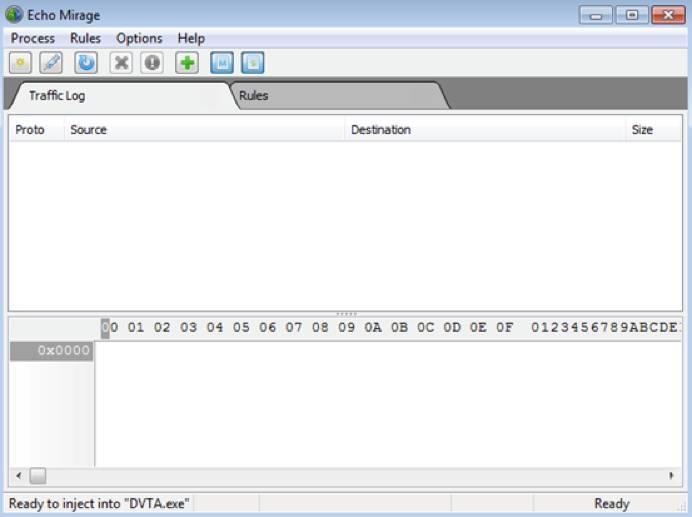 Echo Mirage
Process Rules Options Help
M S
Traffic Log Rules
Proto Source Destination Size
00 01 02 03 04 05 06 07 08 09 0A 0B 0C 0D 0E 0F 0123456789ABCDE
0x0000
Ready to inject into "DVTA.exe" Ready